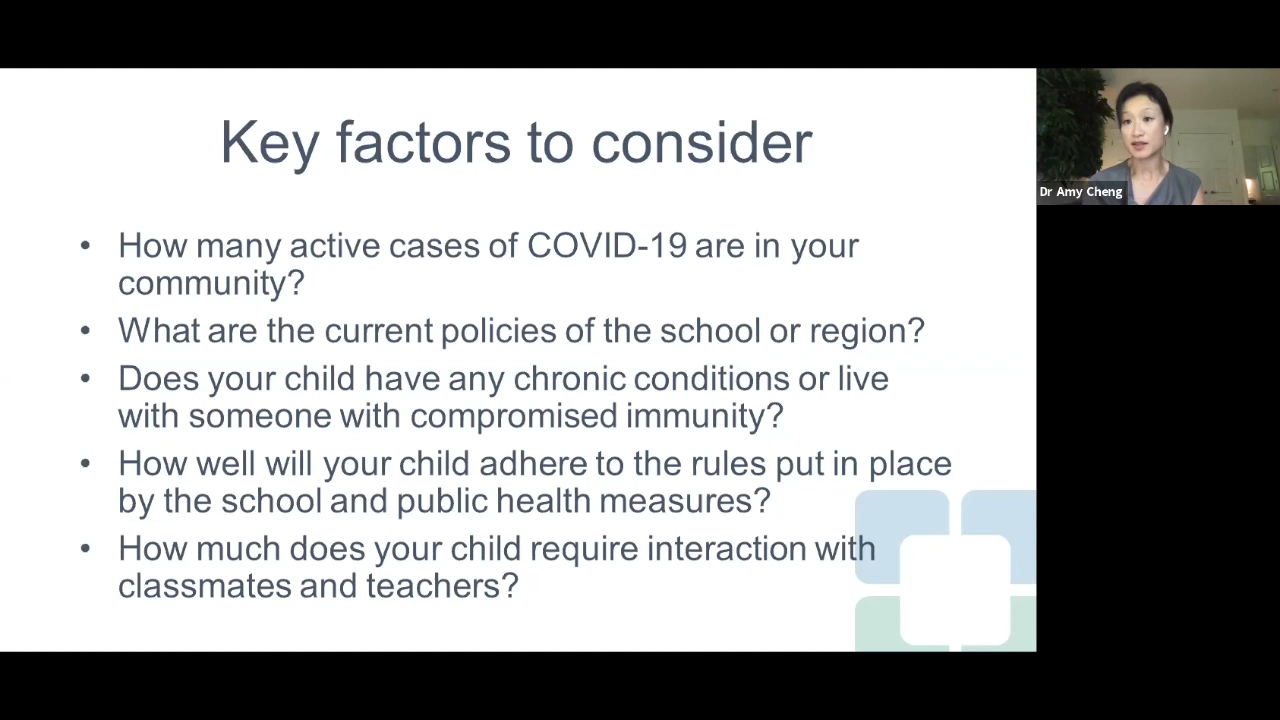 Key factors to consider
• How many active cases of COVID-19 are in your
community?
• What are the current policies of the school or region?
• Does your child have any chronic conditions or live
with someone with compromised immunity?
• How well will your child adhere to the rules put in place
by the school and public health measures?
• How much does your child require interaction with
classmates and teachers?
Dr Amy Cheng